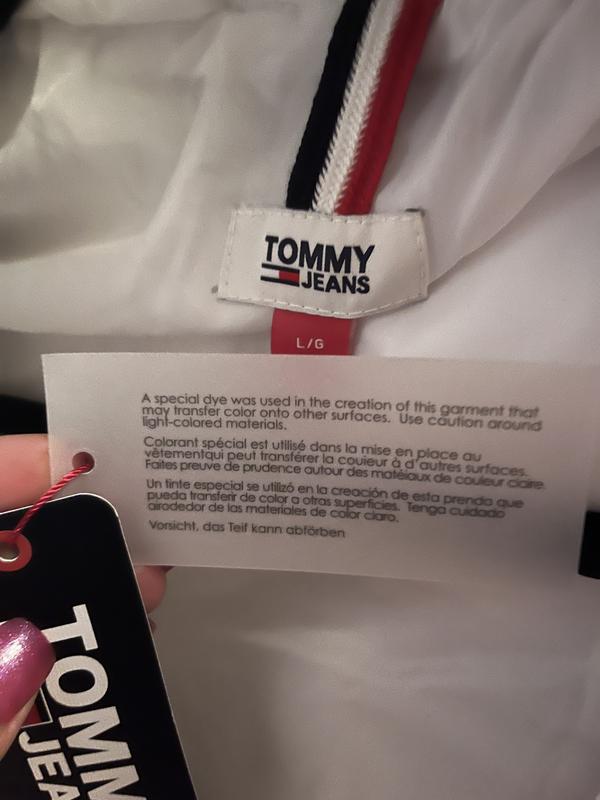 TOMMY
JEANS
L/G
A special dye was used in the creation of this garment that
may transfer color onto other surfaces. Use caution around
light-colored materials.
Colorant spécial est utilisé dans la mise en place au
vêtementqui peut transférer la couieur à d'autres surfaces.
Faites preuve de prudence autour des matéiaux de couleur claire.
Un tinte especial se utilizó en la creación de esta prenda que
pueda transferir de color a otras superficies. Tenga cuidado
airodedor de las materiales de color claro.
Vorsicht, das Teif kann abförben
TOMM
JEA